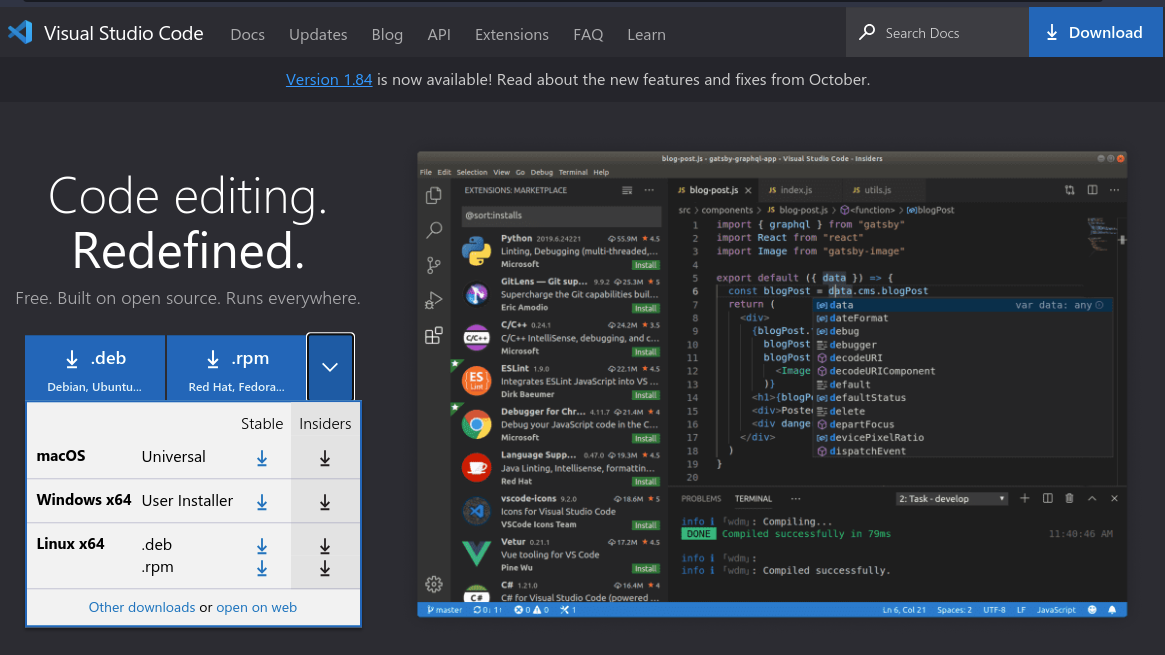 Visual Studio Code Docs Updates Blog API Extensions FAQ Learn Search Docs Download
Version 1.84 is now available! Read about the new features and fixes from October.
Code editing.
Redefined.
Free. Built on open source. Runs everywhere.
.deb
Debian, Ubuntu...
.rpm
Red Hat, Fedora...
Stable Insiders
macOS Universal
Windows x64 User Installer
Linux x64 .deb
.rpm
Other downloads or open on web
blog-post.js - gatsby-graphql-app - Visual Studio Code - Insiders
File Edit Selection View Go Debug Terminal Help
EXTENSIONS: MARKETPLACE
@sort:installs
Python 2019.6.24221 55.9M 4.5
Linting, Debugging (multi-threaded,...
Microsoft Install
GitLens — Git sup... 9.9.2 25.3M 5
Supercharge the Git capabilities buil...
Eric Amodio Install
C/C++ 0.24.1 24.2M 3.5
C/C++
C/C++ IntelliSense, debugging, and c...
Microsoft Install
ESLint 1.9.0 22.1M 4.5
ES
Lint
Integrates ESLint JavaScript into VS ...
Dirk Baeumer Install
Debugger for Chr... 4.11.7 21.4M 4
Debug your JavaScript code in the C...
Microsoft Install
Language Supp... 0.47.0 19.3M 4.5
Java Linting, Intellisense, formattin...
Red Hat Install
vscode-icons 9.2.0 18.6M 5
Icons for Visual Studio Code
VSCode Icons Team Install
Vetur 0.21.1 17.2M 4.5
Vue tooling for VS Code
Pine Wu Install
C# 1.21.0 16.4M 4
C#
C# for Visual Studio Code (powered ...
JS blog-post.js JS index.js JS utils.js
src > components > JS blog-post.js > <function> > blogPost
1 import { graphql } from "gatsby"
2 import React from "react"
3 import Image from "gatsby-image"
4
5 export default ({ data }) => {
6 const blogPost = data.cms.blogPost
7 return (
8 <div>
9 {blogPost.
10 blogPost
11 blogPost
12 <Image
13 )}
14 <h1>{blogP
15 <div>Poste
16 <div dange
17 </div>
18 )
19 }
20
data var data: any
dateFormat
debug
debugger
decodeURI
decodeURIComponent
default
defaultStatus
delete
departFocus
devicePixelRatio
dispatchEvent
PROBLEMS TERMINAL ... 2: Task - develop
info i 「wdm」: Compiling...
DONE Compiled successfully in 79ms 11:40:46 AM
info i 「wdm」:
info i 「wdm」: Compiled successfully.
master 0↓ 1↑ 0 0 1 Ln 6, Col 21 Spaces: 2 UTF-8 LF JavaScript